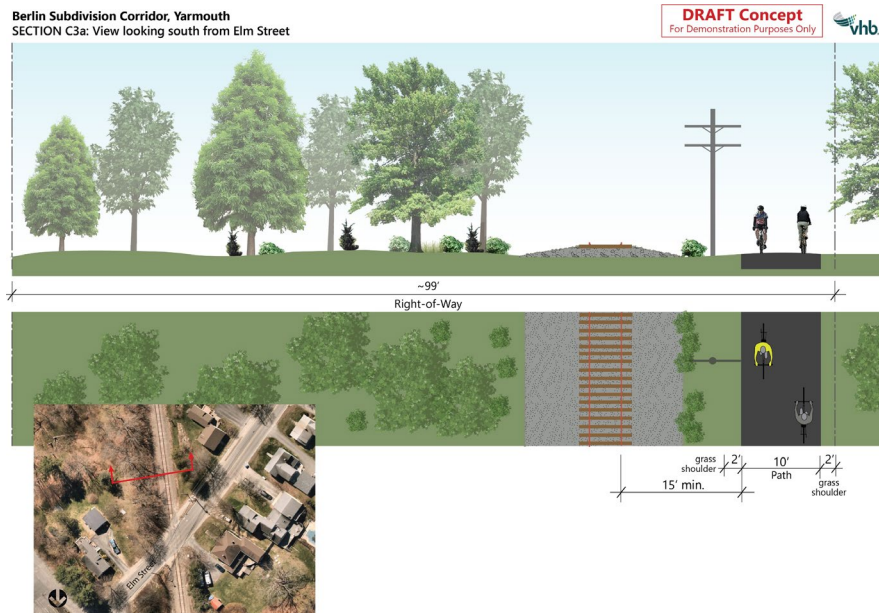 Berlin Subdivision Corridor, Yarmouth
SECTION C3a: View looking south from Elm Street
DRAFT Concept
For Demonstration Purposes Only
vhb
~99'
Right-of-Way
grass
shoulder
2'
10'
Path
2'
grass
shoulder
15' min.
Elm Street